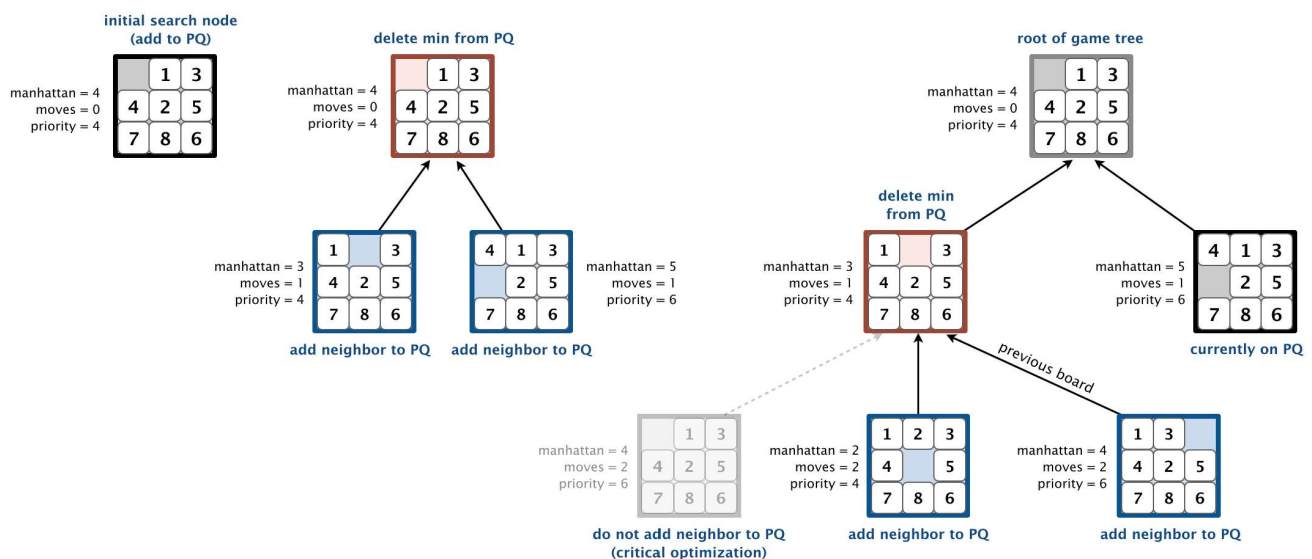 initial search node
(add to PQ)
manhattan = 4
moves = 0
priority = 4
1 3
4 2 5
7 8 6
delete min from PQ
manhattan = 4
moves = 0
priority = 4
1 3
4 2 5
7 8 6
manhattan = 3
moves = 1
priority = 4
1 3
4 2 5
7 8 6
add neighbor to PQ
4 1 3
2 5
7 8 6
manhattan = 5
moves = 1
priority = 6
add neighbor to PQ
root of game tree
manhattan = 4
moves = 0
priority = 4
1 3
4 2 5
7 8 6
delete min
from PQ
manhattan = 3
moves = 1
priority = 4
1 3
4 2 5
7 8 6
manhattan = 5
moves = 1
priority = 6
4 1 3
2 5
7 8 6
currently on PQ
previous board
manhattan = 4
moves = 2
priority = 6
1 3
4 2 5
7 8 6
do not add neighbor to PQ
(critical optimization)
manhattan = 2
moves = 2
priority = 4
1 2 3
4 5
7 8 6
add neighbor to PQ
manhattan = 4
moves = 2
priority = 6
1 3
4 2 5
7 8 6
add neighbor to PQ